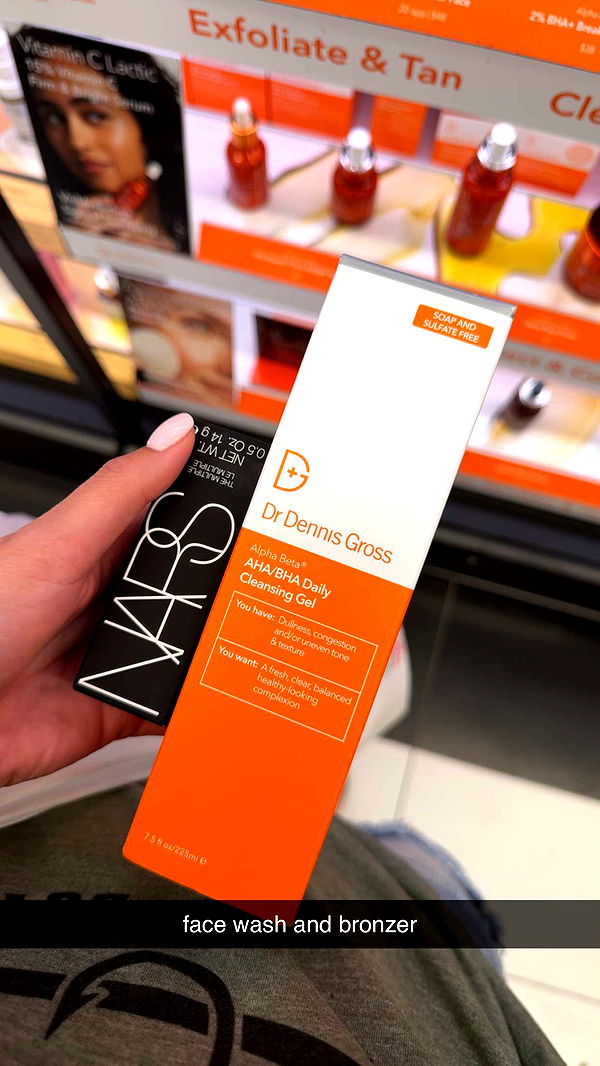 Exfoliate & Tan
2% BHA+
$28
Cle
Vitamin C Lactic
SOAP AND
SULFATE FREE
0.5 Oz. 14 g
NET WT.
THE MULTIPLE
LE MULTIPLE
NARS
Dr Dennis Gross
Alpha Beta®
AHA/BHA Daily
Cleansing Gel
You have: Dullness, congestion
and/or uneven tone
& texture
You want: A fresh, clear, balanced
healthy-looking
complexion
7.5 fl oz/225ml ℮
face wash and bronzer